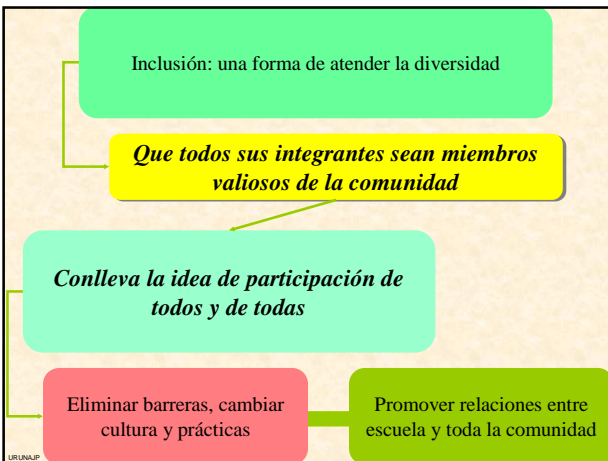 Inclusión: una forma de atender la diversidad
Que todos sus integrantes sean miembros
valiosos de la comunidad
Conlleva la idea de participación de
todos y de todas
Eliminar barreras, cambiar
cultura y prácticas
Promover relaciones entre
escuela y toda la comunidad
URUNAJP